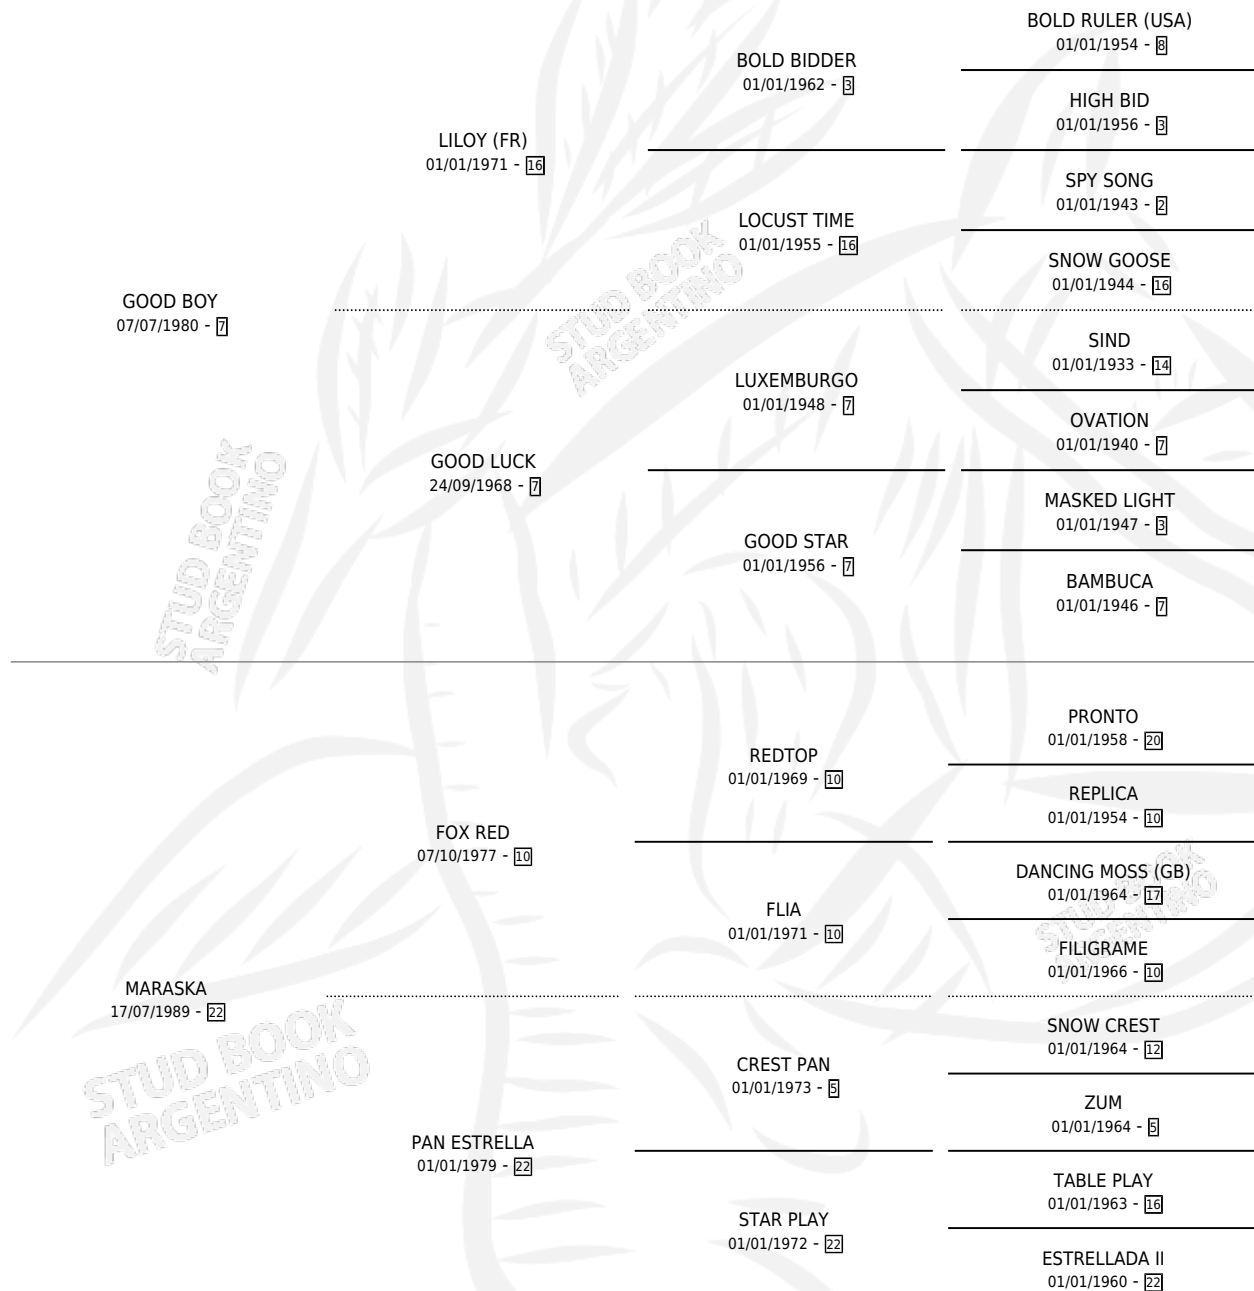 BOLD RULER (USA)
01/01/1954 - 8
BOLD BIDDER
01/01/1962 - 3
HIGH BID
01/01/1956 - 3
LILOY (FR)
01/01/1971 - 16
SPY SONG
01/01/1943 - 2
LOCUST TIME
01/01/1955 - 16
SNOW GOOSE
01/01/1944 - 16
GOOD BOY
07/07/1980 - 7
SIND
01/01/1933 - 14
LUXEMBURGO
01/01/1948 - 7
OVATION
01/01/1940 - 7
GOOD LUCK
24/09/1968 - 7
MASKED LIGHT
01/01/1947 - 3
GOOD STAR
01/01/1956 - 7
BAMBUCA
01/01/1946 - 7
STUD BOOK
ARGENTINO
STUD BOOK
ARGENTINO
PRONTO
01/01/1958 - 20
REDTOP
01/01/1969 - 10
REPLICA
01/01/1954 - 10
FOX RED
07/10/1977 - 10
DANCING MOSS (GB)
01/01/1964 - 17
FLIA
01/01/1971 - 10
FILIGRAME
01/01/1966 - 10
STUD BOOK
ARGENTINO
MARASKA
17/07/1989 - 22
SNOW CREST
01/01/1964 - 12
CREST PAN
01/01/1973 - 5
ZUM
01/01/1964 - 5
PAN ESTRELLA
01/01/1979 - 22
TABLE PLAY
01/01/1963 - 16
STAR PLAY
01/01/1972 - 22
ESTRELLADA II
01/01/1960 - 22
STUD BOOK
ARGENTINO